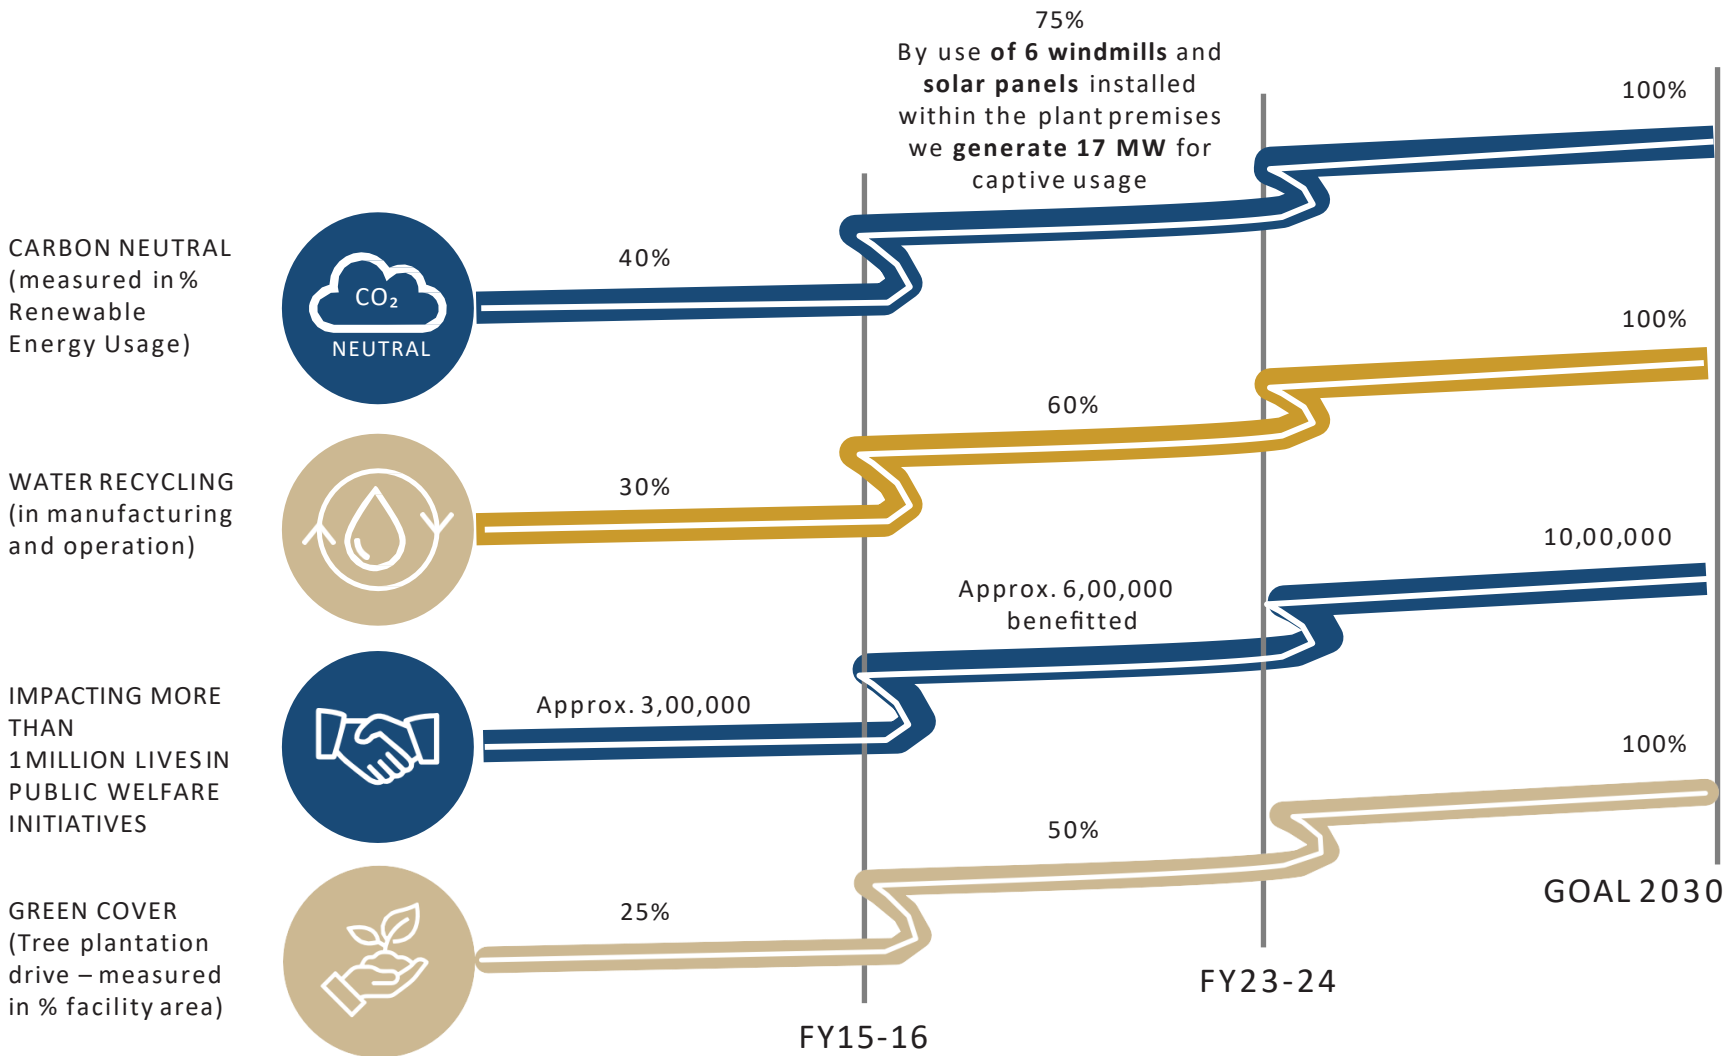 75%
By use of 6 windmills and
solar panels installed
within the plant premises
we generate 17 MW for
captive usage
100%
CARBON NEUTRAL
(measured in %
Renewable
Energy Usage)
CO₂
NEUTRAL
40%
100%
60%
WATER RECYCLING
(in manufacturing
and operation)
30%
10,00,000
Approx. 6,00,000
benefitted
IMPACTING MORE
THAN
1 MILLION LIVES IN
PUBLIC WELFARE
INITIATIVES
Approx. 3,00,000
100%
50%
GREEN COVER
(Tree plantation
drive – measured
in % facility area)
25%
GOAL 2030
FY23-24
FY15-16